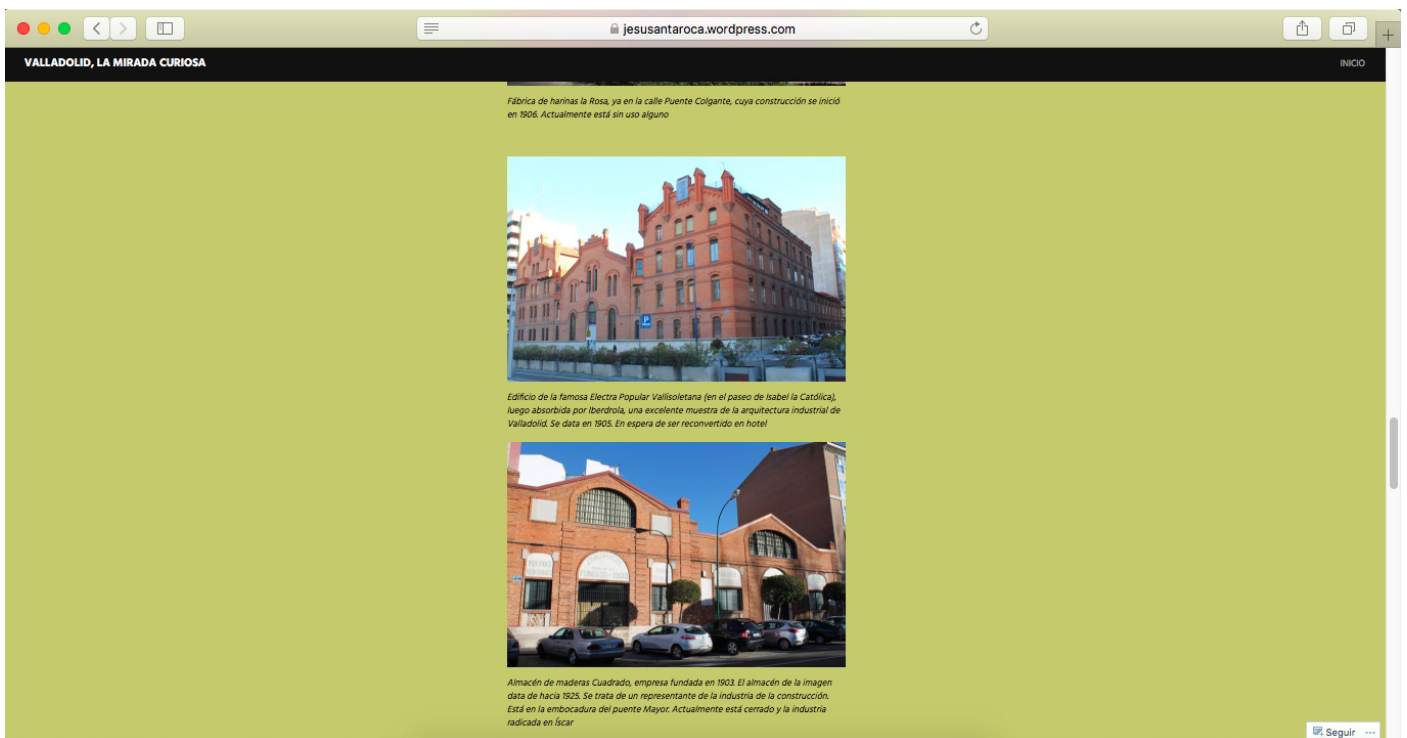 jesusantaroca.wordpress.com
VALLADOLID, LA MIRADA CURIOSA
INICIO
Fábrica de harinas la Rosa, ya en la calle Puente Colgante, cuya construcción se inició
en 1906. Actualmente está sin uso alguno
P
Edificio de la famosa Electra Popular Vallisoletana (en el paseo de Isabel la Católica),
luego absorbida por Iberdrola, una excelente muestra de la arquitectura industrial de
Valladolid. Se data en 1905. En espera de ser reconvertido en hotel
Almacén de maderas Cuadrado, empresa fundada en 1903. El almacén de la imagen
data de hacia 1925. Se trata de un representante de la industria de la construcción.
Está en la embocadura del puente Mayor. Actualmente está cerrado y la industria
radicada en Íscar
Seguir